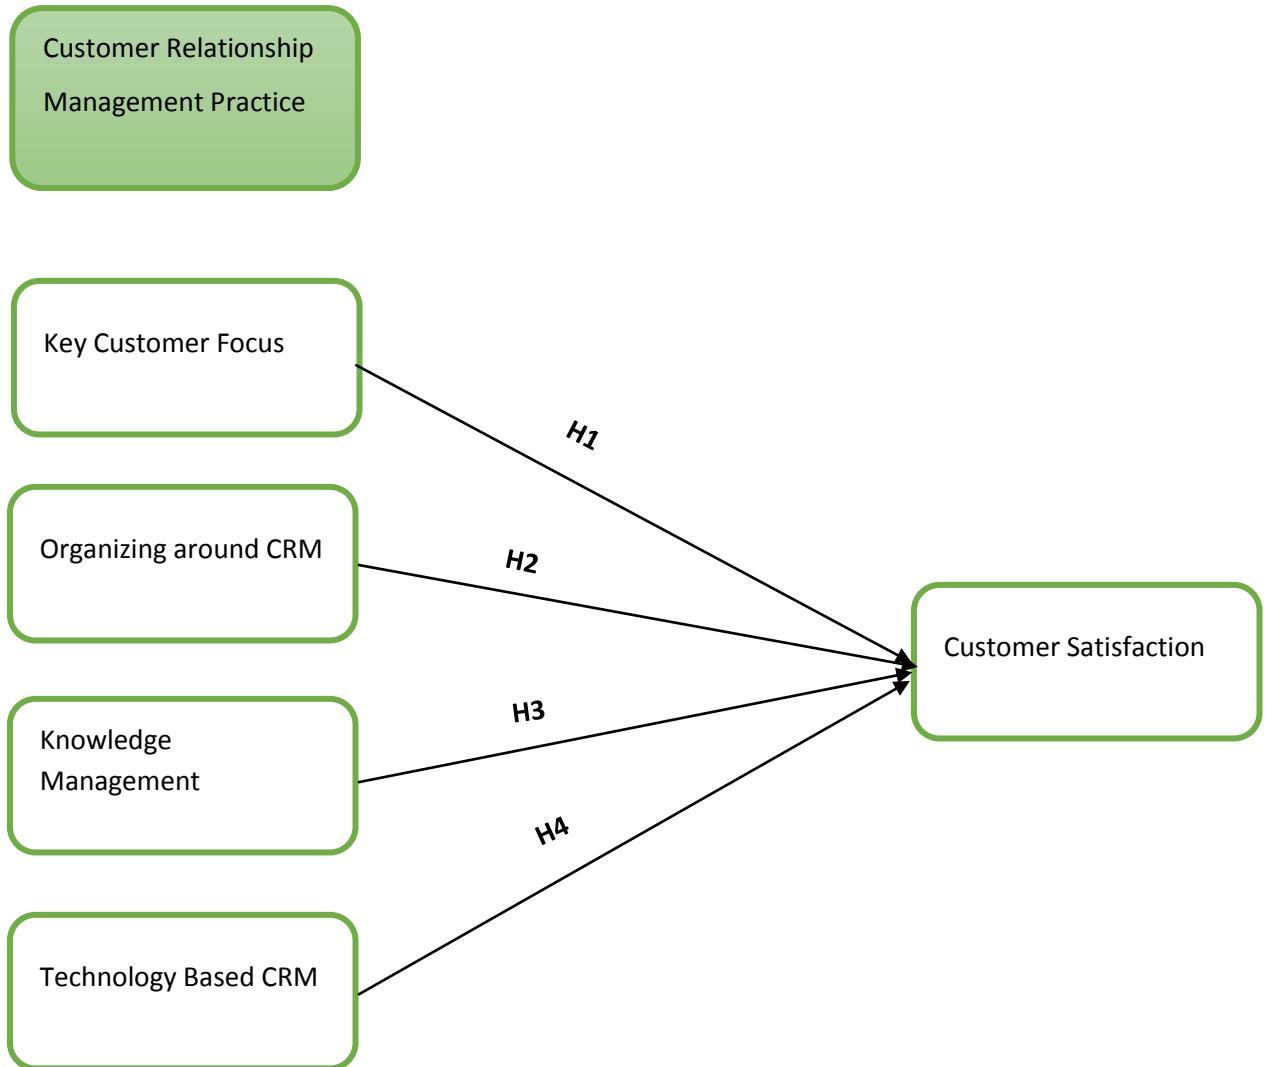 Customer Relationship
Management Practice
Key Customer Focus
H1
Organizing around CRM
H2
Customer Satisfaction
Knowledge
Management
H3
H4
Technology Based CRM